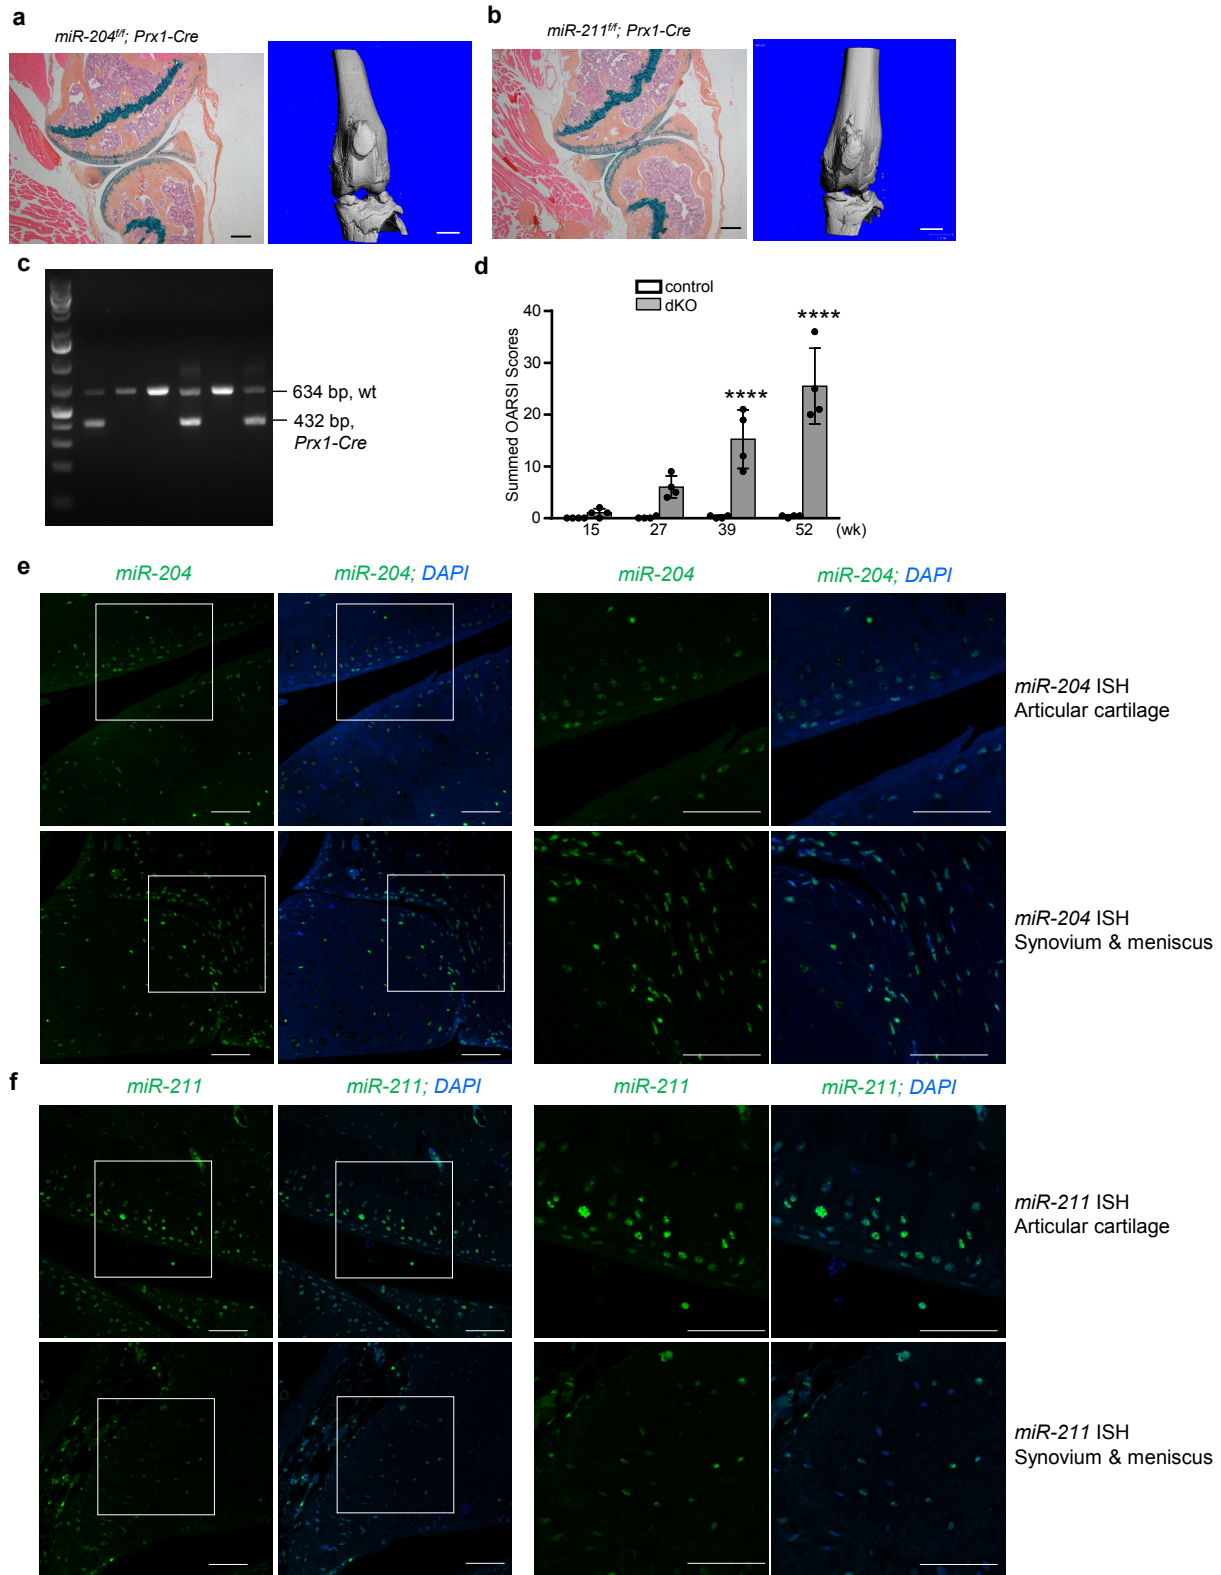 a
miR-204f/f; Prx1-Cre
b
miR-211f/f; Prx1-Cre
c
634 bp, wt
432 bp,
Prx1-Cre
d
control
dKO
Summed OARSI Scores
40
30
20
10
0
****
****
15 27 39 52 (wk)
e
miR-204 miR-204; DAPI miR-204 miR-204; DAPI
miR-204 ISH
Articular cartilage
miR-204 ISH
Synovium & meniscus
f
miR-211 miR-211; DAPI miR-211 miR-211; DAPI
miR-211 ISH
Articular cartilage
miR-211 ISH
Synovium & meniscus